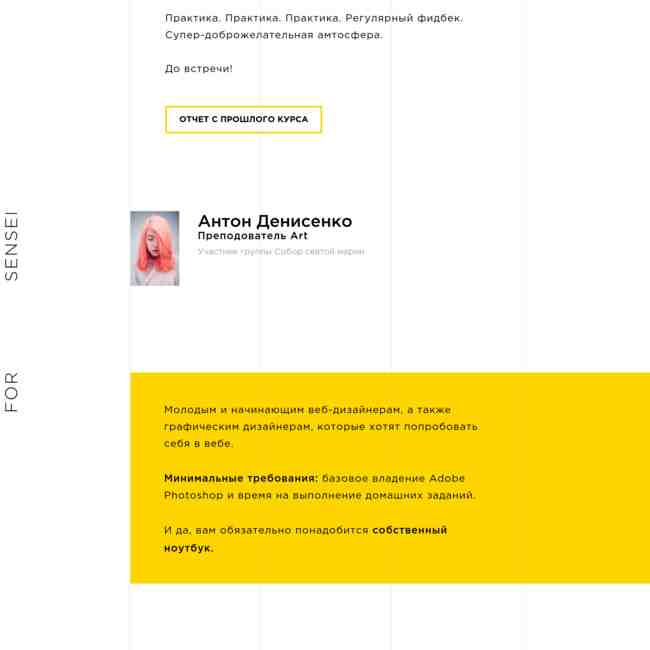 Практика. Практика. Практика. Регулярный фидбек.
Супер-доброжелательная амтосфера.
До встречи!
ОТЧЕТ С ПРОШЛОГО КУРСА
SENSEI
Антон Денисенко
Преподователь Art
Участник группы Собор святой марии
FOR
Молодым и начинающим веб-дизайнерам, а также
графическим дизайнерам, которые хотят попробовать
себя в вебе.
Минимальные требования: базовое владение Adobe
Photoshop и время на выполнение домашних заданий.
И да, вам обязательно понадобится собственный
ноутбук.